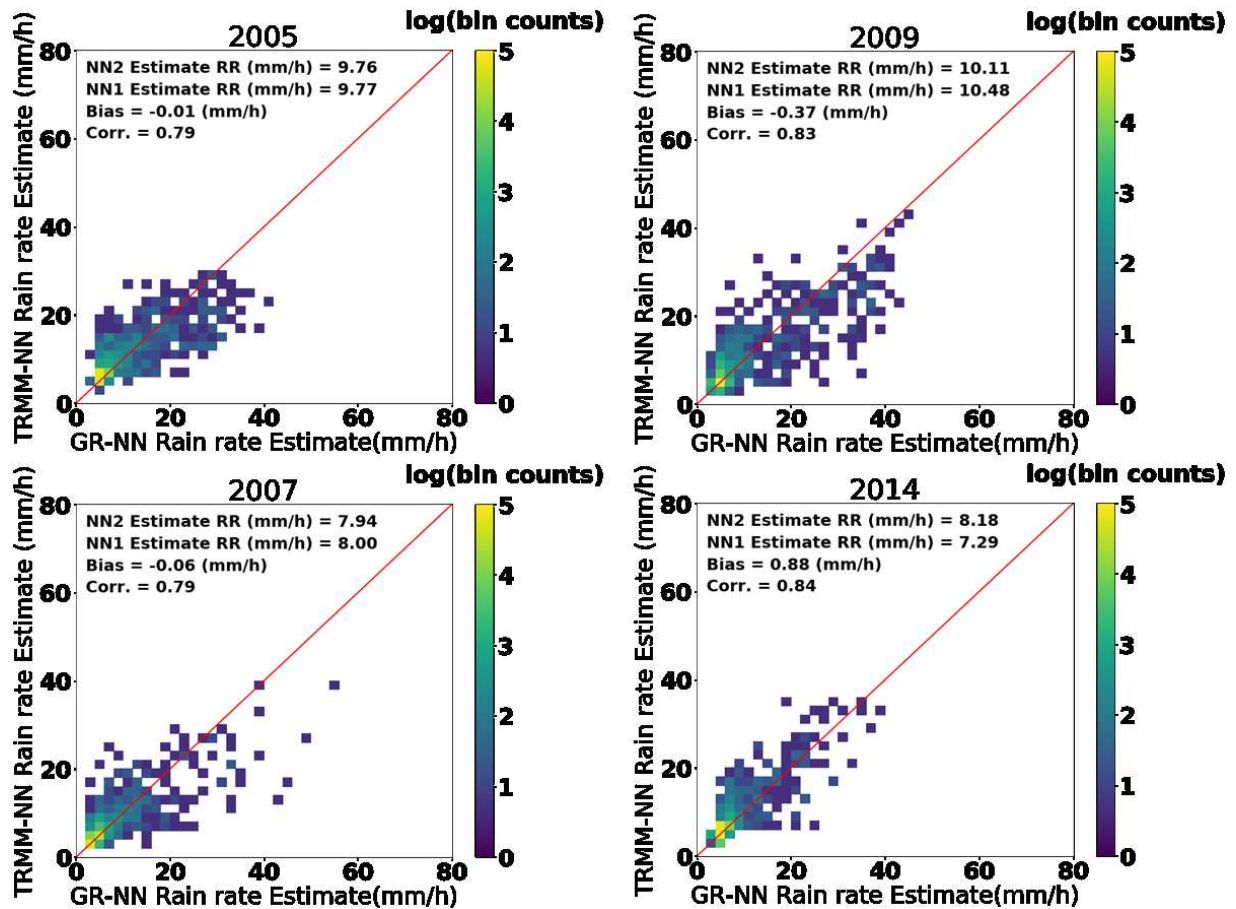 log(bin counts)
2005
TRMM-NN Rain rate Estimate (mm/h)
80
60
40
20
0
NN2 Estimate RR (mm/h) = 9.76
NN1 Estimate RR (mm/h) = 9.77
Bias = -0.01 (mm/h)
Corr. = 0.79
0
20
40
60
80
GR-NN Rain rate Estimate(mm/h)
5
4
3
2
1
0
log(bin counts)
2009
TRMM-NN Rain rate Estimate (mm/h)
80
60
40
20
0
NN2 Estimate RR (mm/h) = 10.11
NN1 Estimate RR (mm/h) = 10.48
Bias = -0.37 (mm/h)
Corr. = 0.83
0
20
40
60
80
GR-NN Rain rate Estimate(mm/h)
5
4
3
2
1
0
log(bin counts)
2007
TRMM-NN Rain rate Estimate (mm/h)
80
60
40
20
0
NN2 Estimate RR (mm/h) = 7.94
NN1 Estimate RR (mm/h) = 8.00
Bias = -0.06 (mm/h)
Corr. = 0.79
0
20
40
60
80
GR-NN Rain rate Estimate(mm/h)
5
4
3
2
1
0
log(bin counts)
2014
TRMM-NN Rain rate Estimate (mm/h)
80
60
40
20
0
NN2 Estimate RR (mm/h) = 8.18
NN1 Estimate RR (mm/h) = 7.29
Bias = 0.88 (mm/h)
Corr. = 0.84
0
20
40
60
80
GR-NN Rain rate Estimate(mm/h)
5
4
3
2
1
0